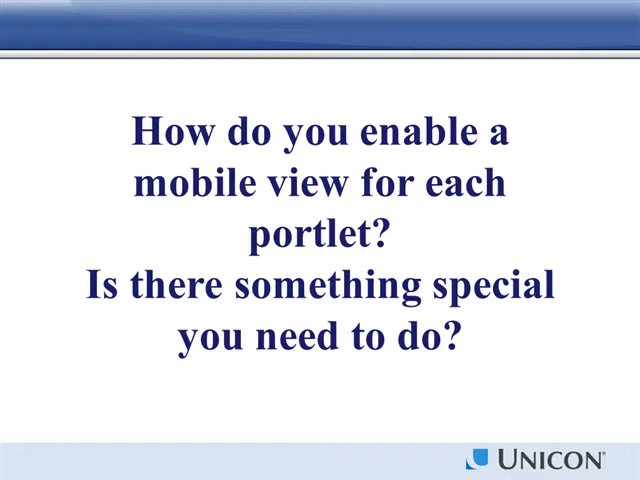 How do you enable a
mobile view for each
portlet?
Is there something special
you need to do?
UNICON®